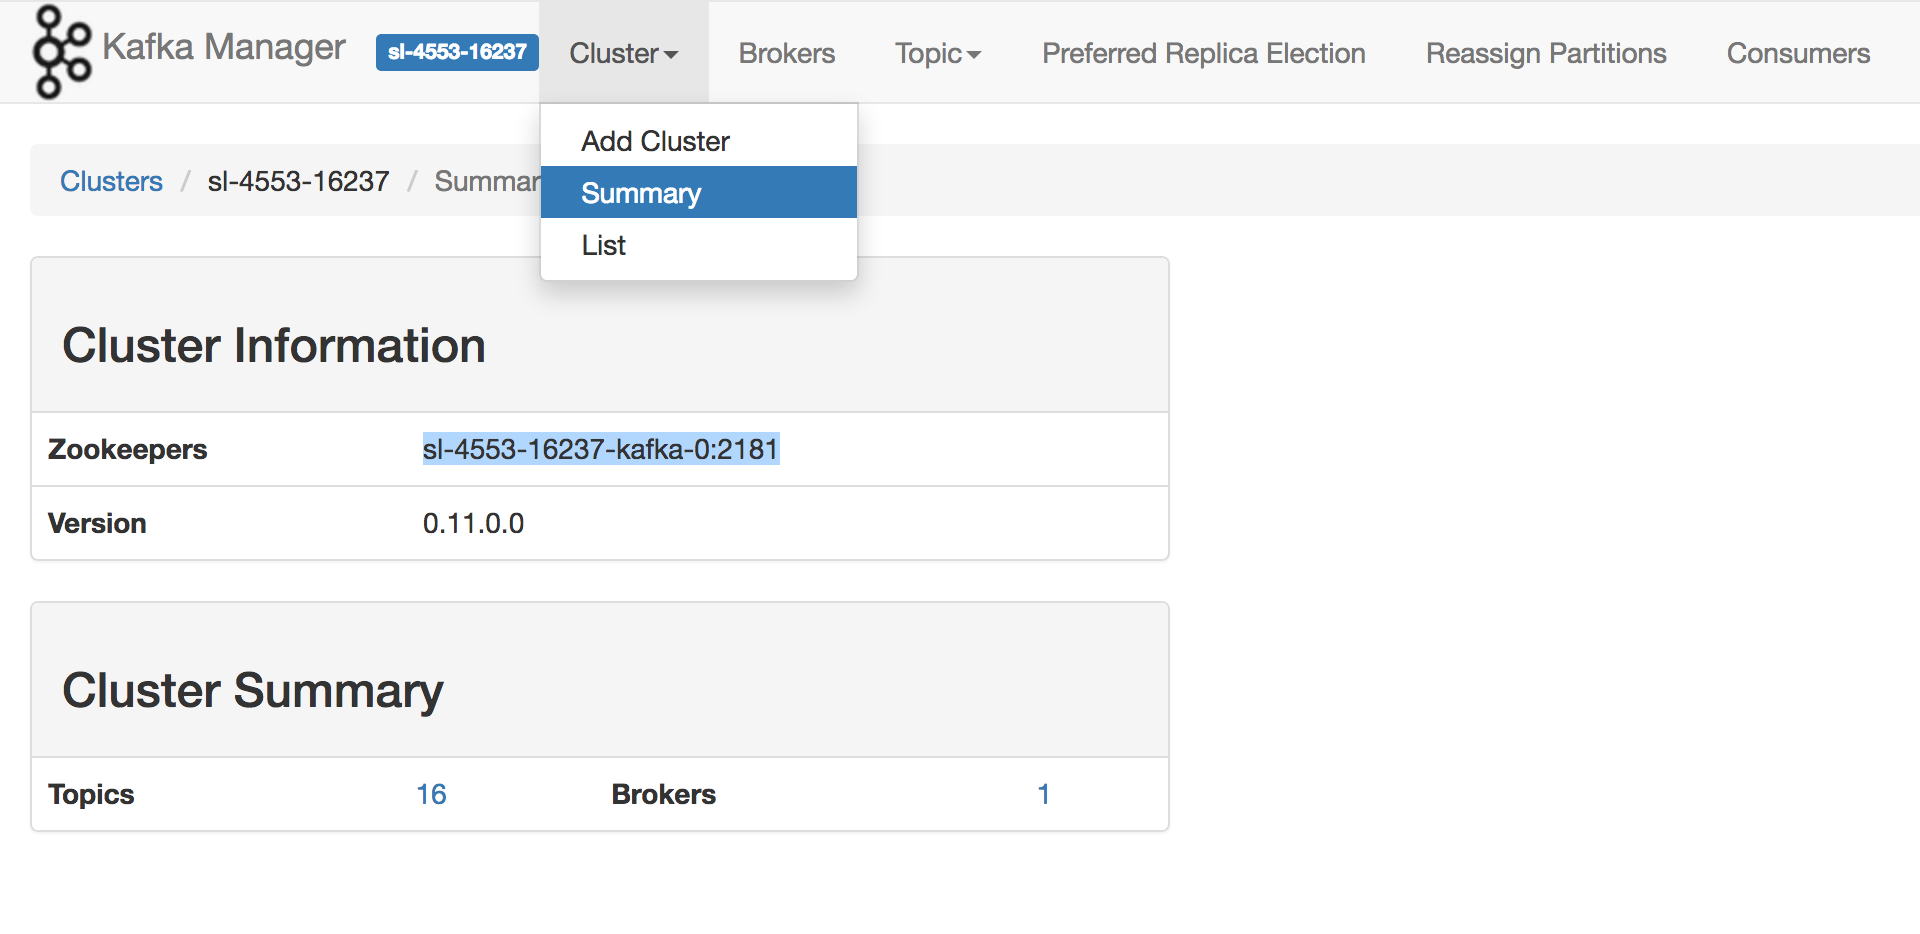 Kafka Manager sl-4553-16237 Cluster Brokers Topic Preferred Replica Election Reassign Partitions Consumers
Add Cluster
Clusters / sl-4553-16237 / Summar
Summary
List
Cluster Information
Zookeepers sl-4553-16237-kafka-0:2181
Version 0.11.0.0
Cluster Summary
Topics 16 Brokers 1